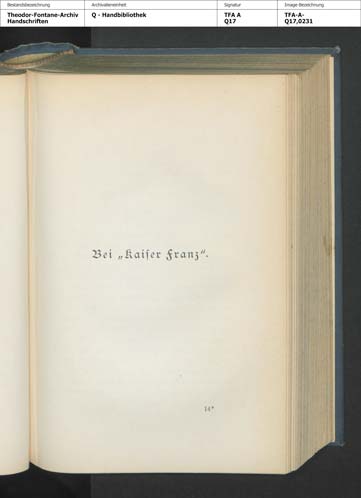 Bestandsbezeichnung
Theodor-Fontane-Archiv
Handschriften
Archivalieneinheit
Q - Handbibliothek
Signatur
TFA A
Q17
Image-Bezeichnung
TFA-A-
Q17,0231
Bei „Kaiser Franz“.
14*